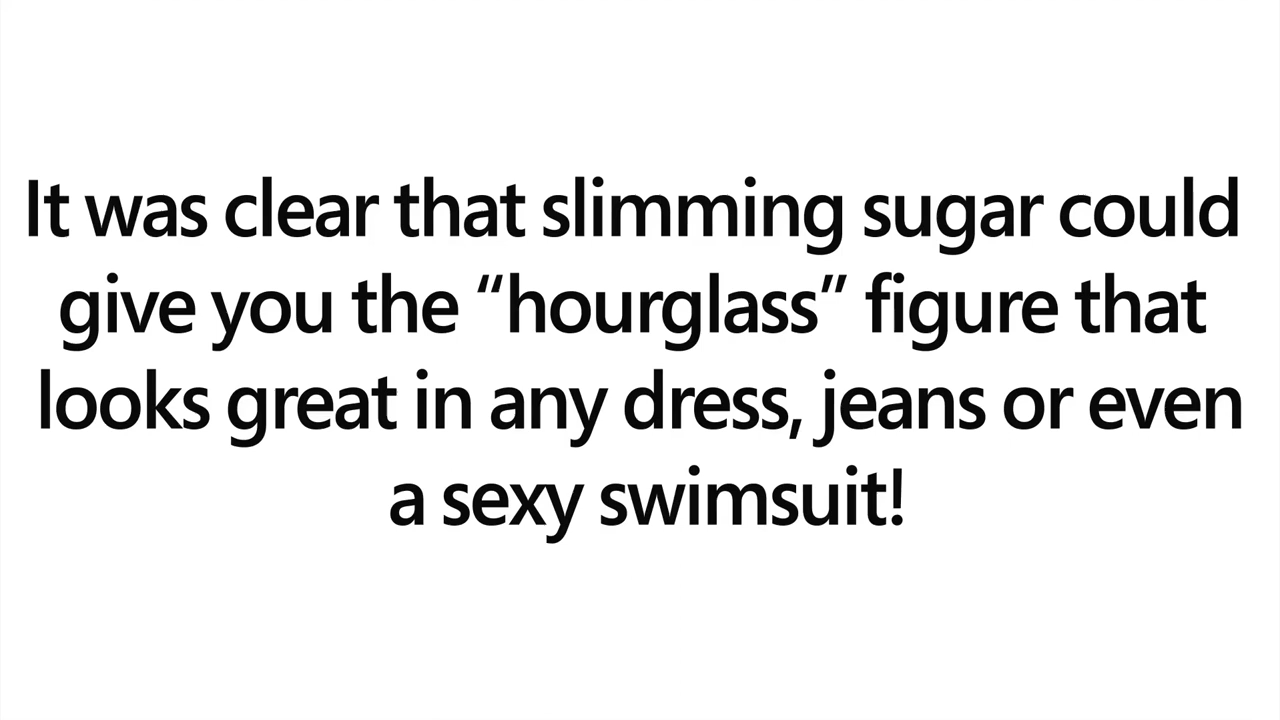 It was clear that slimming sugar could
give you the “hourglass” figure that
looks great in any dress, jeans or even
a sexy swimsuit!